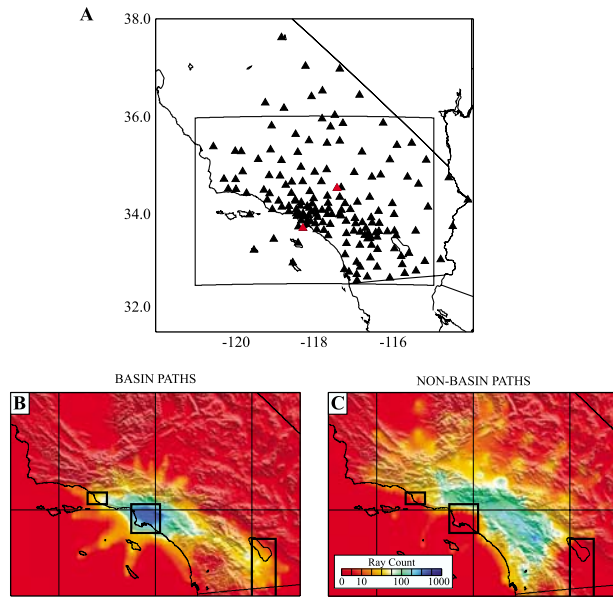 A
38.0
36.0
34.0
32.0
-120
-118
-116
BASIN PATHS
NON-BASIN PATHS
B
C
Ray Count
0 10 100 1000